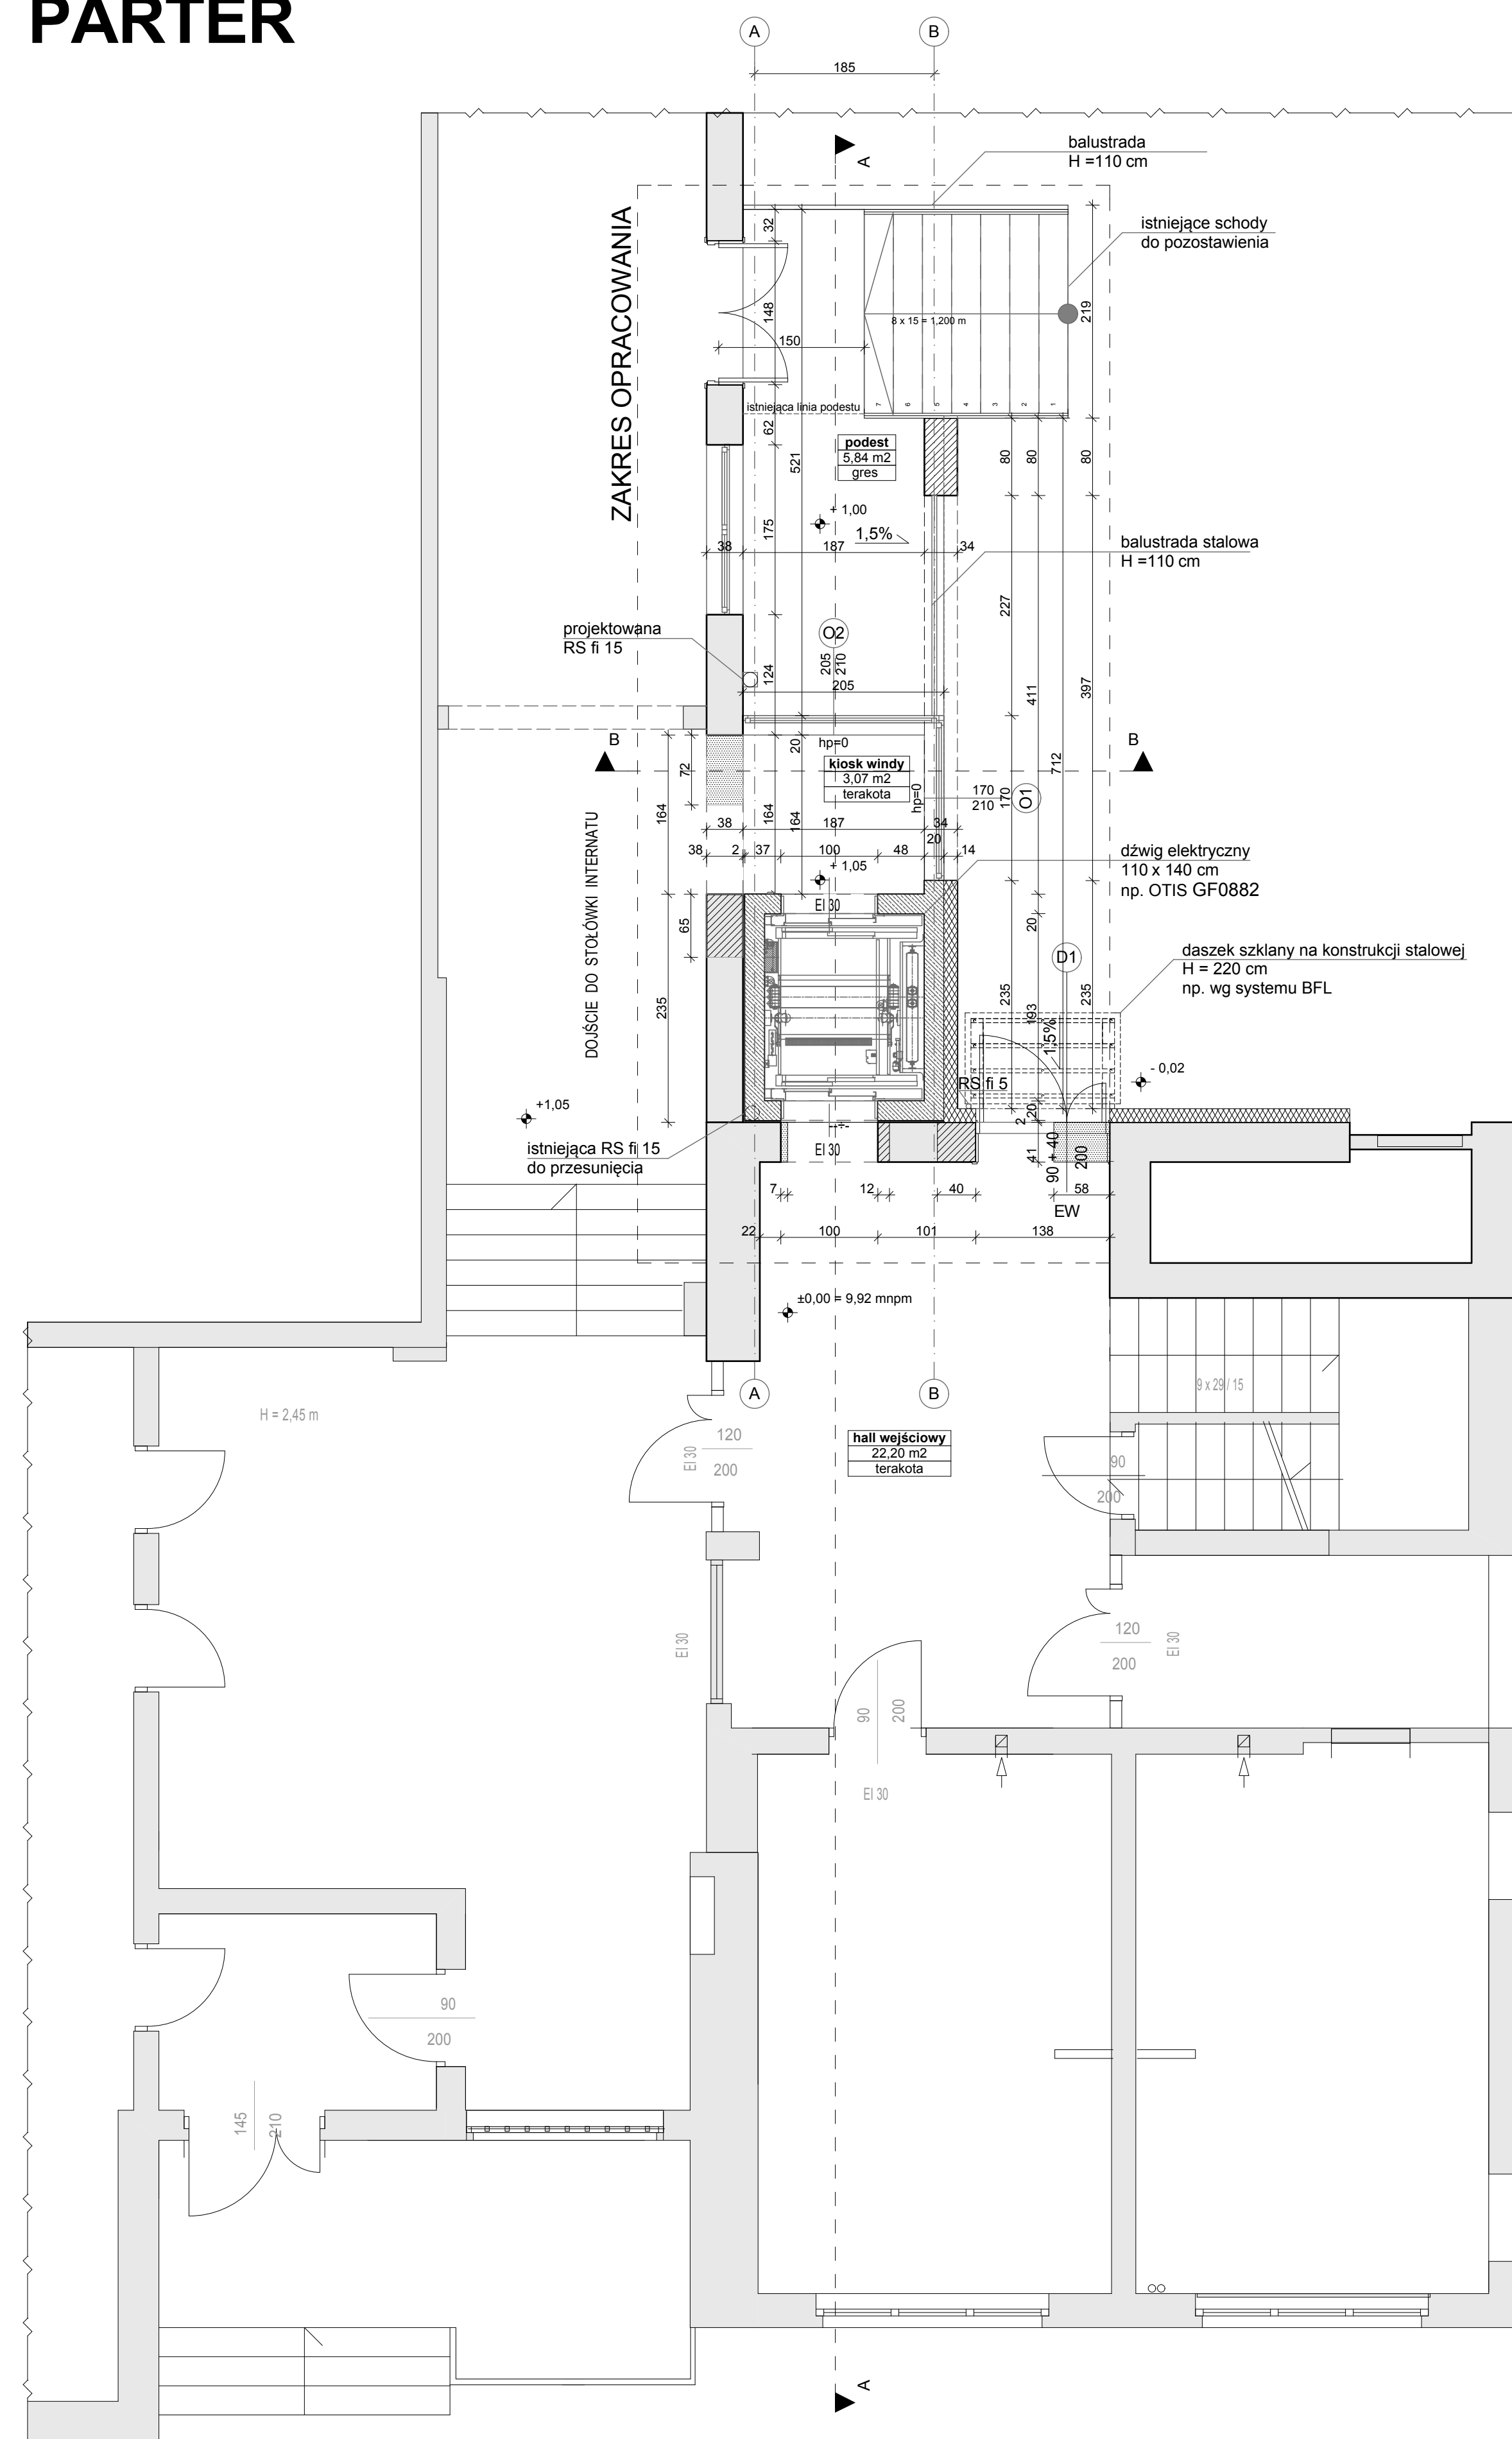 PARTER
A
B
185
A
balustrada
H =110 cm
istniejące schody
do pozostawienia
ZAKRES OPRACOWANIA
32
148
150
8 x 15 = 1,200 m
219
7
6
5
4
3
2
1
istniejąca linia podestu
62
521
podest
5,84 m2
gres
80
80
80
+ 1,00
1,5%
175
38
187
34
balustrada stalowa
H =110 cm
227
projektowana
RS fi 15
O2
205
210
124
205
411
397
B
B
20
hp=0
712
72
kiosk windy
3,07 m2
terakota
hp=0
170
210
170
O1
164
164
164
38
187
34
20
DOJŚCIE DO STOŁÓWKI INTERNATU
38
2
37
100
48
14
dźwig elektryczny
110 x 140 cm
np. OTIS GF0882
+ 1,05
EI 30
65
20
D1
daszek szklany na konstrukcji stalowej
H = 220 cm
np. wg systemu BFL
235
235
193
235
1,5%
- 0,02
RS fi 5
+1,05
20
2
istniejąca RS fi 15
do przesunięcia
EI 30
41
90 + 40
200
7
12
40
58
EW
22
100
101
138
±0,00 = 9,92 mnpm
A
B
9 x 29 / 15
H = 2,45 m
120
200
EI 30
hall wejściowy
22,20 m2
terakota
90
200
EI 30
120
200
EI 30
90
200
EI 30
90
200
145
210
A